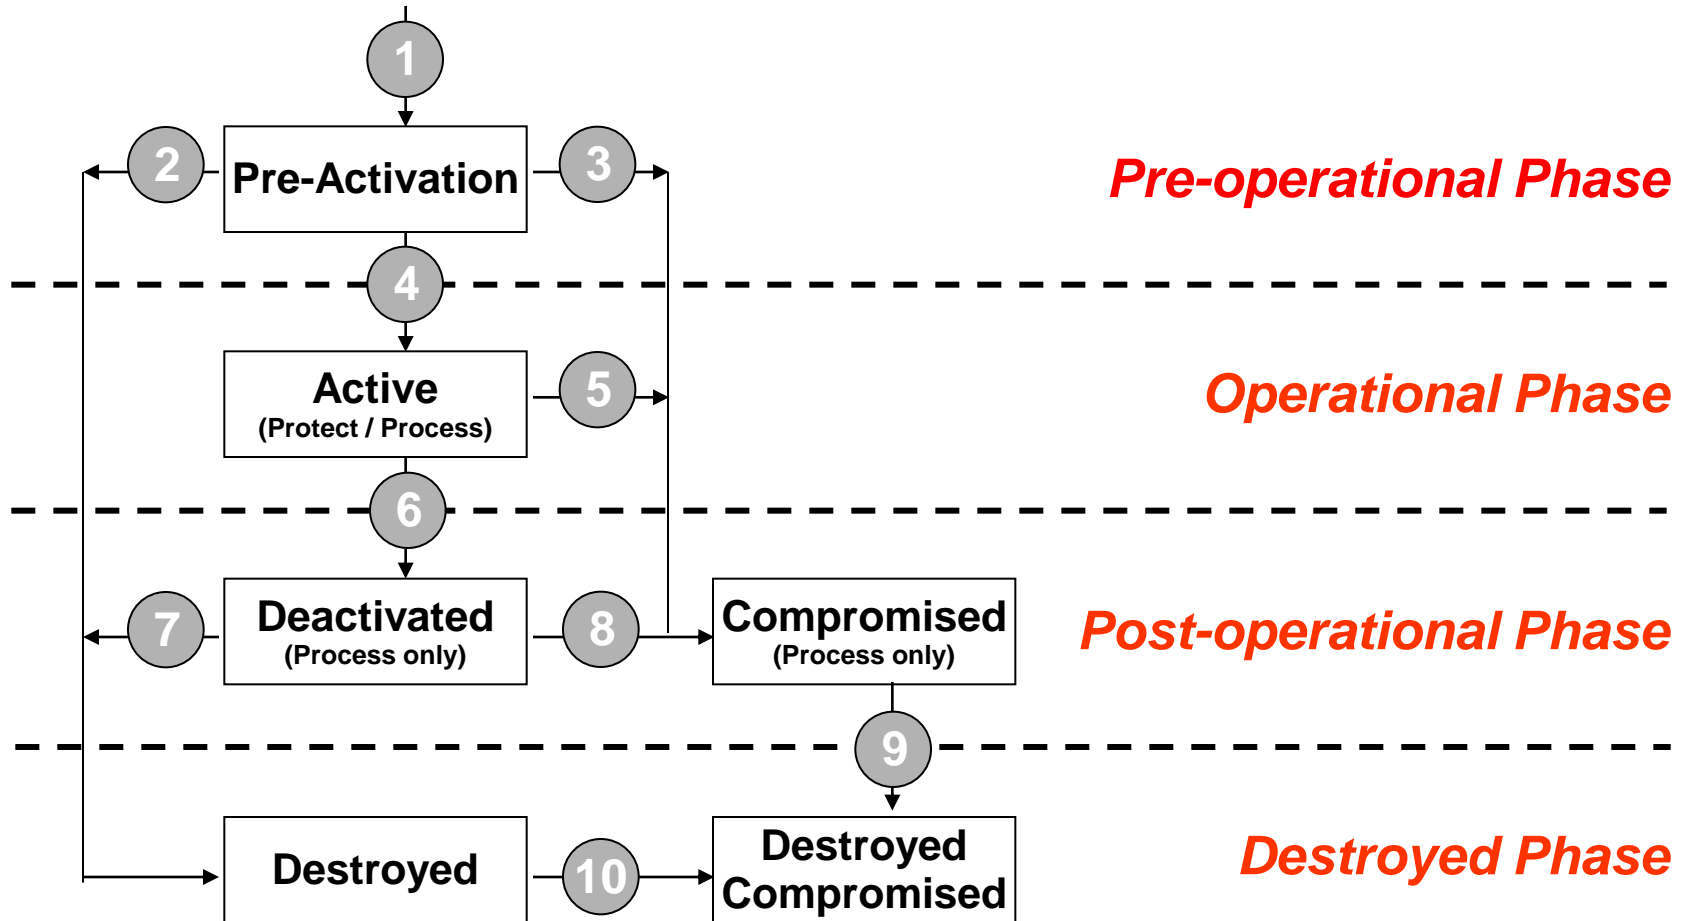 1
2
Pre-Activation
3
Pre-operational Phase
4
Active
(Protect / Process)
5
Operational Phase
6
7
Deactivated
(Process only)
8
Compromised
(Process only)
Post-operational Phase
9
Destroyed
10
Destroyed
Compromised
Destroyed Phase